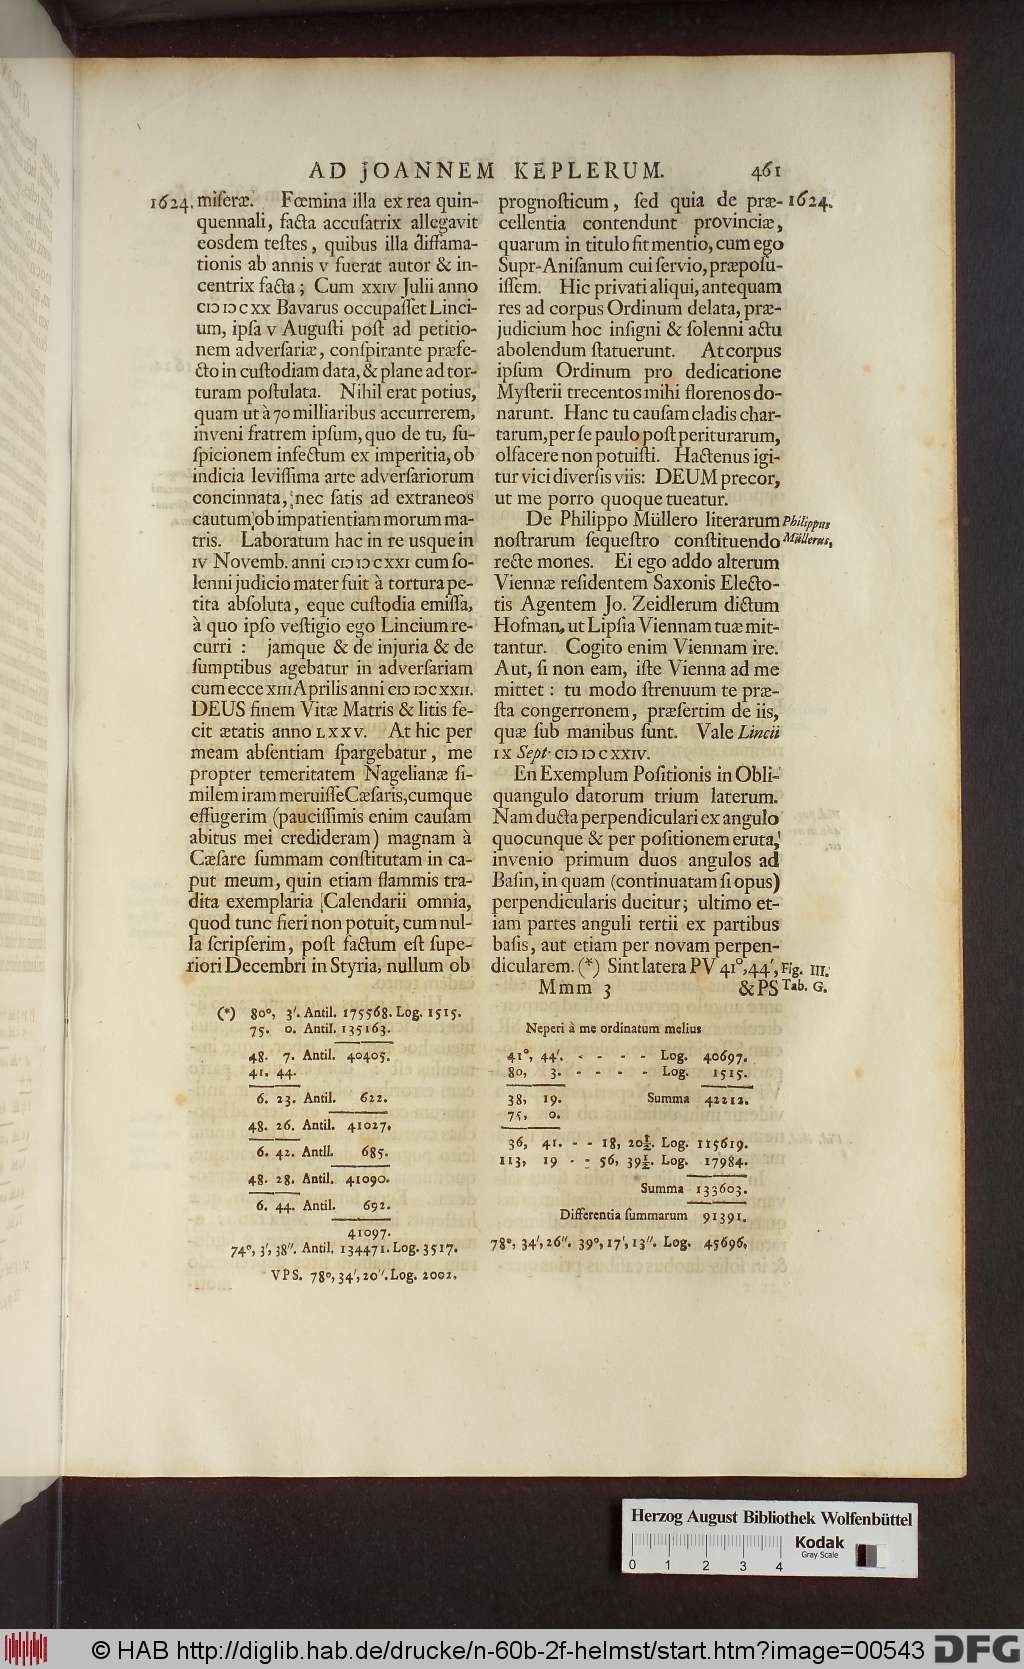 AD JOANNEM KEPLERUM. 461
1624. miseræ. Fœmina illa ex rea quin-
quennali, facta accusatrix allegavit
eosdem testes, quibus illa diffama-
tionis ab annis v fuerat autor & in-
centrix facta; Cum XXIV Julii anno
CIↃ IↃ C XX Bavarus occupasset Linci-
um, ipsa v Augusti post ad petitio-
nem adversariæ, conspirante præfe-
cto in custodiam data, & plane ad tor-
turam postulata. Nihil erat potius,
quam ut à 70 milliaribus accurrerem,
inveni fratrem ipsum, quo de tu, su-
spicionem infectum ex imperitia, ob
indicia levissima arte adversariorum
concinnata, nec satis ad extraneos
cautum ob impatientiam morum ma-
tris. Laboratum hac in re usque in
IV Novemb. anni CIↃ IↃ C XXI cum so-
lenni judicio mater fuit à tortura pe-
tita absoluta, eque custodia emissa,
à quo ipso vestigio ego Lincium re-
curri : jamque & de injuria & de
sumptibus agebatur in adversariam
cum ecce XIII Aprilis anni CIↃ IↃ C XXII.
DEUS finem Vitæ Matris & litis fe-
cit ætatis anno LXXV. At hic per
meam absentiam spargebatur, me
propter temeritatem Nagelianæ si-
milem iram meruisse Cæsaris, cumque
effugerim (paucissimis enim causam
abitus mei credideram) magnam à
Cæsare summam constitutam in ca-
put meum, quin etiam flammis tra-
dita exemplaria Calendarii omnia,
quod tunc fieri non potuit, cum nul-
la scripserim, post factum est supe-
riori Decembri in Styria, nullum ob
prognosticum, sed quia de præ- 1624.
cellentia contendunt provinciæ,
quarum in titulo fit mentio, cum ego
Supr-Anisanum cui servio, præposu-
issem. Hic privati aliqui, antequam
res ad corpus Ordinum delata, præ-
judicium hoc insigni & solenni actu
abolendum statuerunt. At corpus
ipsum Ordinum pro dedicatione
Mysterii trecentos mihi florenos do-
narunt. Hanc tu causam cladis char-
tarum, per se paulo post periturarum,
olfacere non potuisti. Hactenus igi-
tur vici diversis viis: DEUM precor,
ut me porro quoque tueatur.
De Philippo Müllero literarum Philippus
nostrarum sequestro constituendo Müllerus,
recte mones. Ei ego addo alterum
Viennæ residentem Saxonis Electo-
tis Agentem Jo. Zeidlerum dictum
Hofman, ut Lipsia Viennam tuæ mit-
tantur. Cogito enim Viennam ire.
Aut, si non eam, iste Vienna ad me
mittet : tu modo strenuum te præ-
sta congerronem, præsertim de iis,
quæ sub manibus sunt. Vale Lincii
IX Sept. CIↃ IↃ C XXIV.
En Exemplum Positionis in Obli-
quangulo datorum trium laterum.
Nam ducta perpendiculari ex angulo
quocunque & per positionem eruta,
invenio primum duos angulos ad
Basin, in quam (continuatam si opus)
perpendicularis ducitur; ultimo et-
iam partes anguli tertii ex partibus
basis, aut etiam per novam perpen-
dicularem. (*) Sint latera PV 41°, 44', Fig. III.
Mmm 3 & PS Tab. G.
(*) 80°, 3'. Antil. 175568. Log. 1515.
75. 0. Antil. 135163.
48. 7. Antil. 40405.
41. 44.
6. 23. Antil. 622.
48. 26. Antil. 41027.
6. 42. Antll. 685.
48. 28. Antil. 41090.
6. 44. Antil. 692.
41097.
74°, 3', 38''. Antil. 134471. Log. 3517.
VPS. 78°, 34', 20''. Log. 2002.
Neperi à me ordinatum melius
41°, 44'. - - - - Log. 40697.
80, 3. - - - - Log. 1515.
38, 19. Summa 42212.
75, 0.
36, 41. - - 18, 20½. Log. 115619.
113, 19 - - 56, 39½. Log. 17984.
Summa 133603.
Differentia summarum 91391.
78°, 34', 26''. 39°, 17', 13''. Log. 45696.
Herzog August Bibliothek Wolfenbüttel
Kodak
Gray Scale
0 1 2 3 4
© HAB http://diglib.hab.de/drucke/n-60b-2f-helmst/start.htm?image=00543 DFG